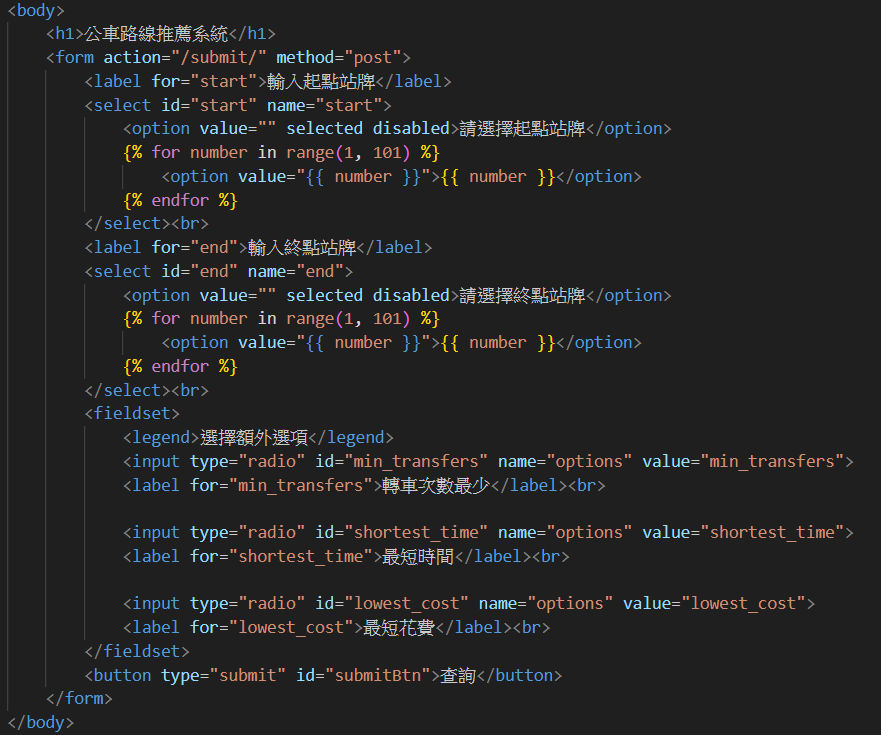 <body>
<h1>公車路線推薦系統</h1>
<form action="/submit/" method="post">
<label for="start">輸入起點站牌</label>
<select id="start" name="start">
<option value="" selected disabled>請選擇起點站牌</option>
{% for number in range(1, 101) %}
<option value="{{ number }}">{{ number }}</option>
{% endfor %}
</select><br>
<label for="end">輸入終點站牌</label>
<select id="end" name="end">
<option value="" selected disabled>請選擇終點站牌</option>
{% for number in range(1, 101) %}
<option value="{{ number }}">{{ number }}</option>
{% endfor %}
</select><br>
<fieldset>
<legend>選擇額外選項</legend>
<input type="radio" id="min_transfers" name="options" value="min_transfers">
<label for="min_transfers">轉車次數最少</label><br>
<input type="radio" id="shortest_time" name="options" value="shortest_time">
<label for="shortest_time">最短時間</label><br>
<input type="radio" id="lowest_cost" name="options" value="lowest_cost">
<label for="lowest_cost">最短花費</label><br>
</fieldset>
<button type="submit" id="submitBtn">查詢</button>
</form>
</body>